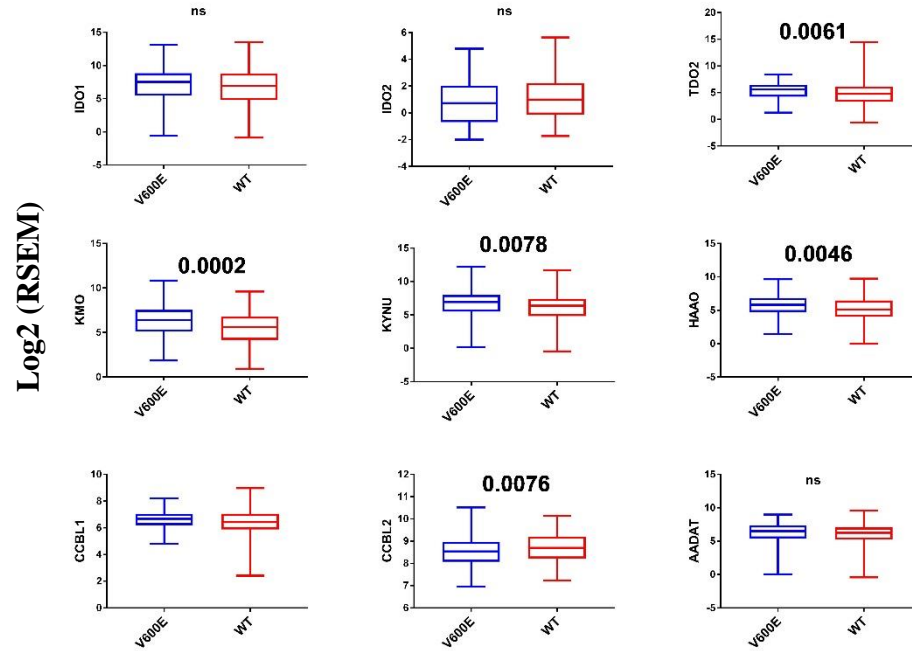 Log2 (RSEM)
ns
IDO1
15
10
5
0
-5
V600E
WT
ns
IDO2
6
4
2
0
-2
-4
V600E
WT
0.0061
TDO2
20
15
10
5
0
-5
V600E
WT
0.0002
KMO
15
10
5
0
V600E
WT
0.0078
KYNU
15
10
5
0
-5
V600E
WT
0.0046
HAAO
15
10
5
0
-5
V600E
WT
CCBL1
10
8
6
4
2
0
V600E
WT
0.0076
CCBL2
12
11
10
9
8
7
6
V600E
WT
ns
AADAT
15
10
5
0
-5
V600E
WT